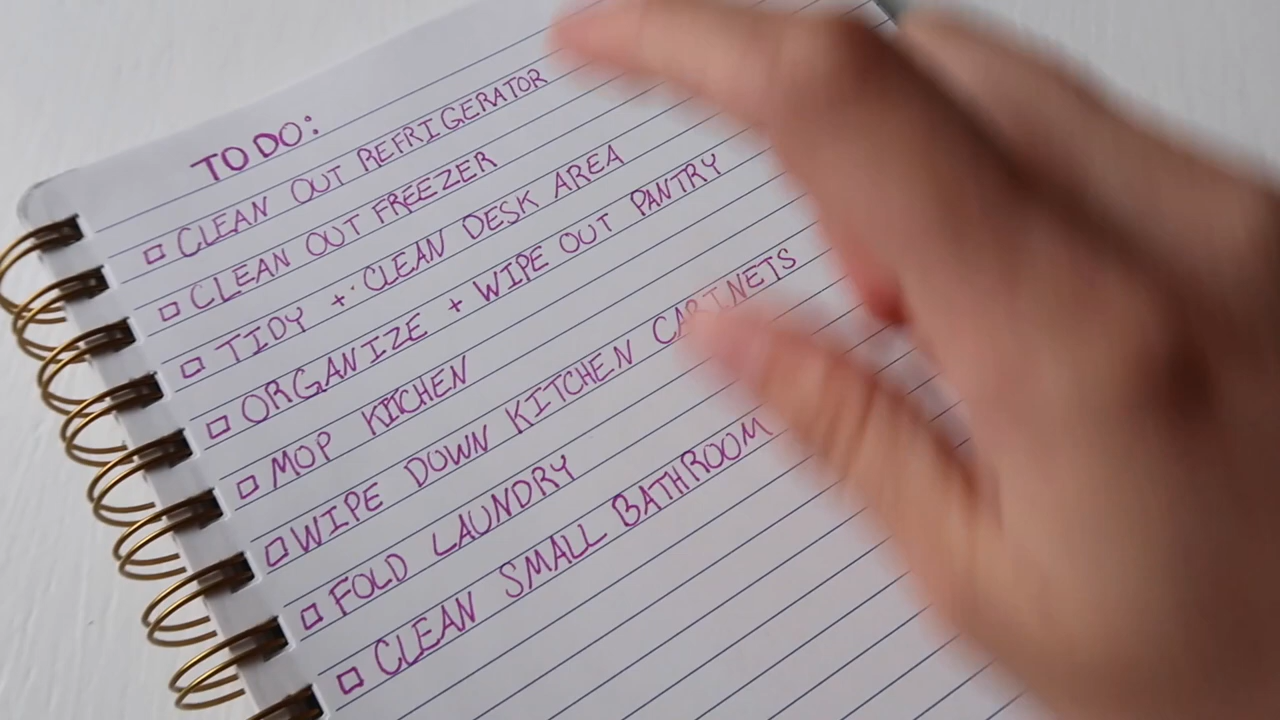 TO DO:
CLEAN OUT REFRIGERATOR
CLEAN OUT FREEZER
TIDY + CLEAN DESK AREA
ORGANIZE + WIPE OUT PANTRY
MOP KITCHEN
WIPE DOWN KITCHEN CABINETS
FOLD LAUNDRY
CLEAN SMALL BATHROOM